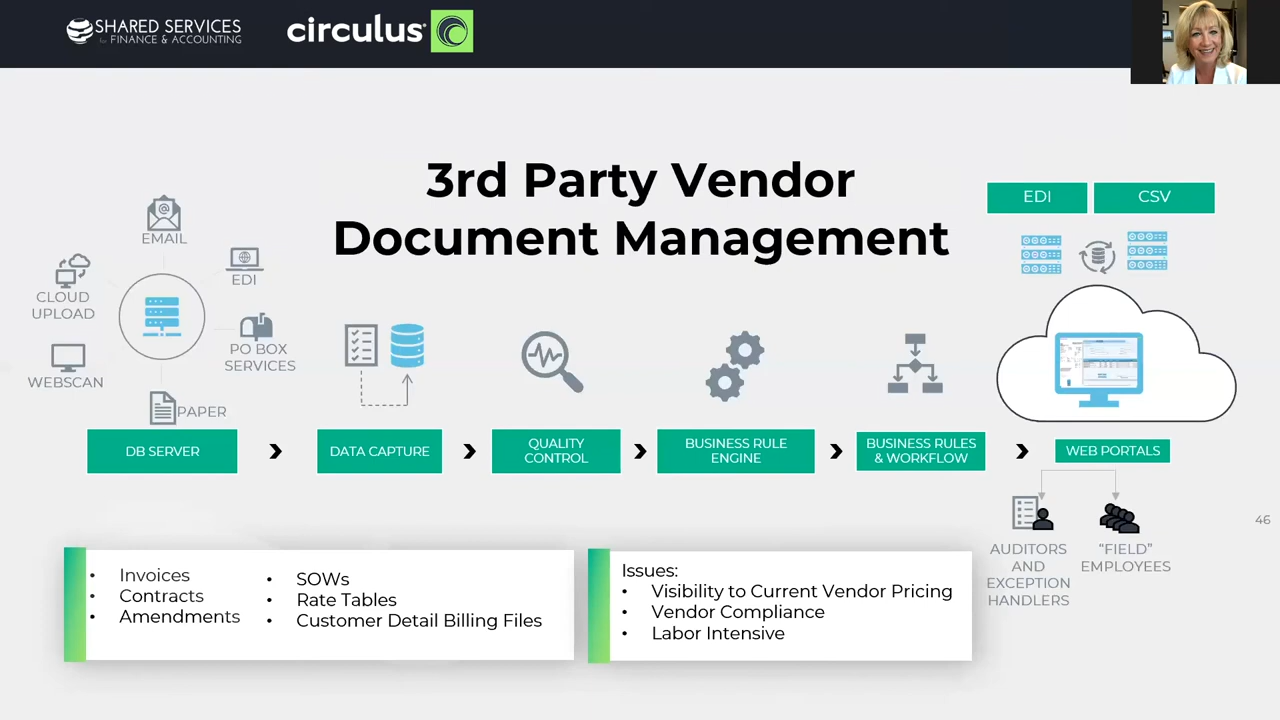 SHARED SERVICES
for FINANCE & ACCOUNTING
circulus
3rd Party Vendor
Document Management
EDI
CSV
EMAIL
EDI
CLOUD
UPLOAD
PO BOX
SERVICES
WEBSCAN
PAPER
DB SERVER
DATA CAPTURE
QUALITY
CONTROL
BUSINESS RULE
ENGINE
BUSINESS RULES
& WORKFLOW
WEB PORTALS
46
AUDITORS
AND
EXCEPTION
HANDLERS
“FIELD”
EMPLOYEES
• Invoices
• Contracts
• Amendments
• SOWs
• Rate Tables
• Customer Detail Billing Files
Issues:
• Visibility to Current Vendor Pricing
• Vendor Compliance
• Labor Intensive